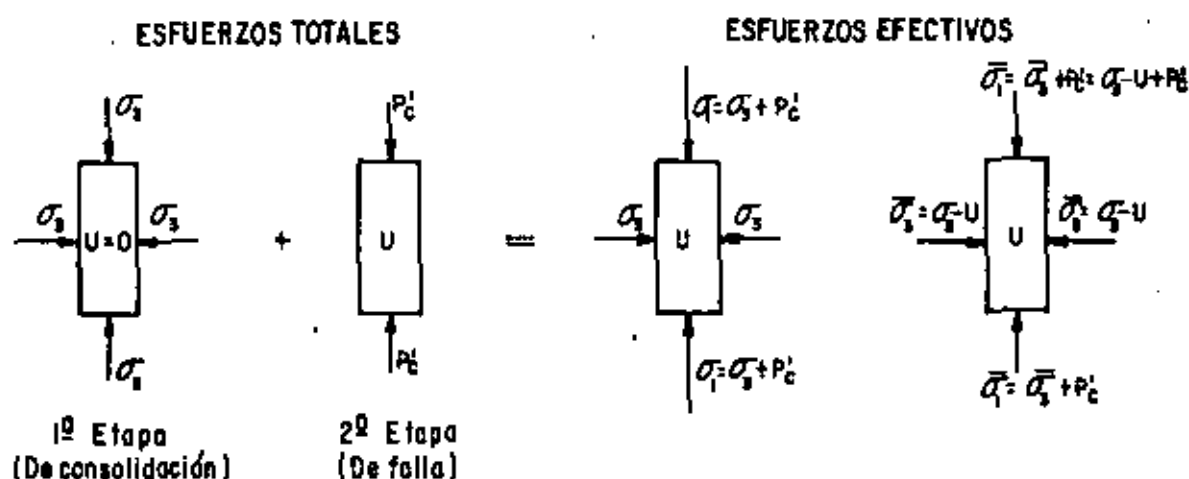 ESFUERZOS TOTALES
ESFUERZOS EFECTIVOS
σ₃
P'c
σ₁=σ₃+P'c
σ̄₁=σ̄₃+P'c=σ₃-U+P'c
σ₃ U=0 σ₃ + U = σ₃ U σ₃
σ̄₃=σ₃-U U σ̄₃=σ₃-U
σ₃
P'c
σ₁=σ₃+P'c
σ̄₁=σ̄₃+P'c
1º Etapa
(De consolidación)
2º Etapa
(De falla)